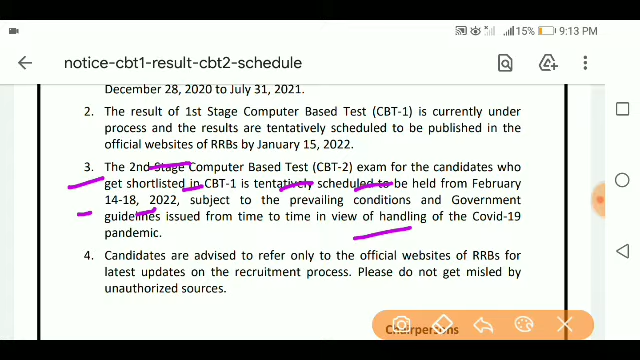 15% 9:13 PM
notice-cbt1-result-cbt2-schedule
December 28, 2020 to July 31, 2021.
2. The result of 1st Stage Computer Based Test (CBT-1) is currently under
process and the results are tentatively scheduled to be published in the
official websites of RRBs by January 15, 2022.
3. The 2nd Stage Computer Based Test (CBT-2) exam for the candidates who
get shortlisted in CBT-1 is tentatively scheduled to be held from February
14-18, 2022, subject to the prevailing conditions and Government
guidelines issued from time to time in view of handling of the Covid-19
pandemic.
4. Candidates are advised to refer only to the official websites of RRBs for
latest updates on the recruitment process. Please do not get misled by
unauthorized sources.
Chairpersons